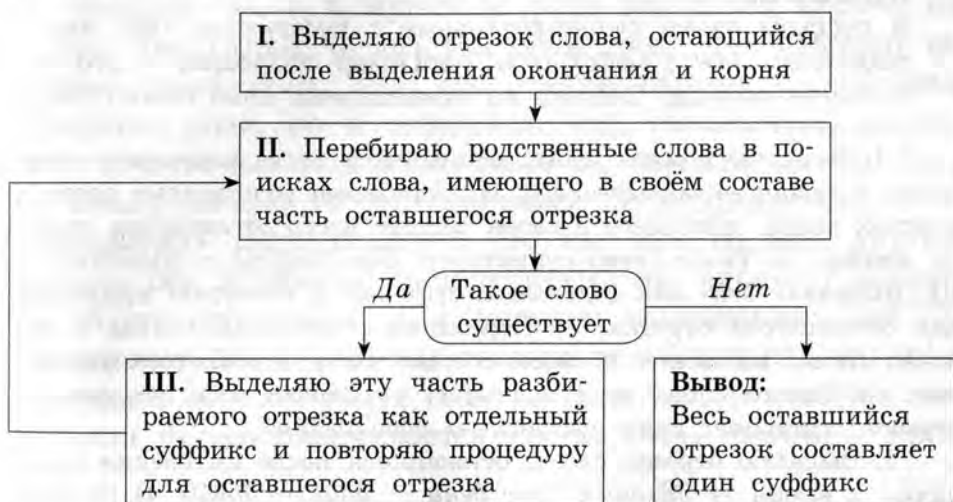 I. Выделяю отрезок слова, остающийся
после выделения окончания и корня
II. Перебираю родственные слова в по-
исках слова, имеющего в своём составе
часть оставшегося отрезка
Да
Такое слово
существует
Нет
III. Выделяю эту часть разби-
раемого отрезка как отдельный
суффикс и повторяю процедуру
для оставшегося отрезка
Вывод:
Весь оставшийся
отрезок составляет
один суффикс